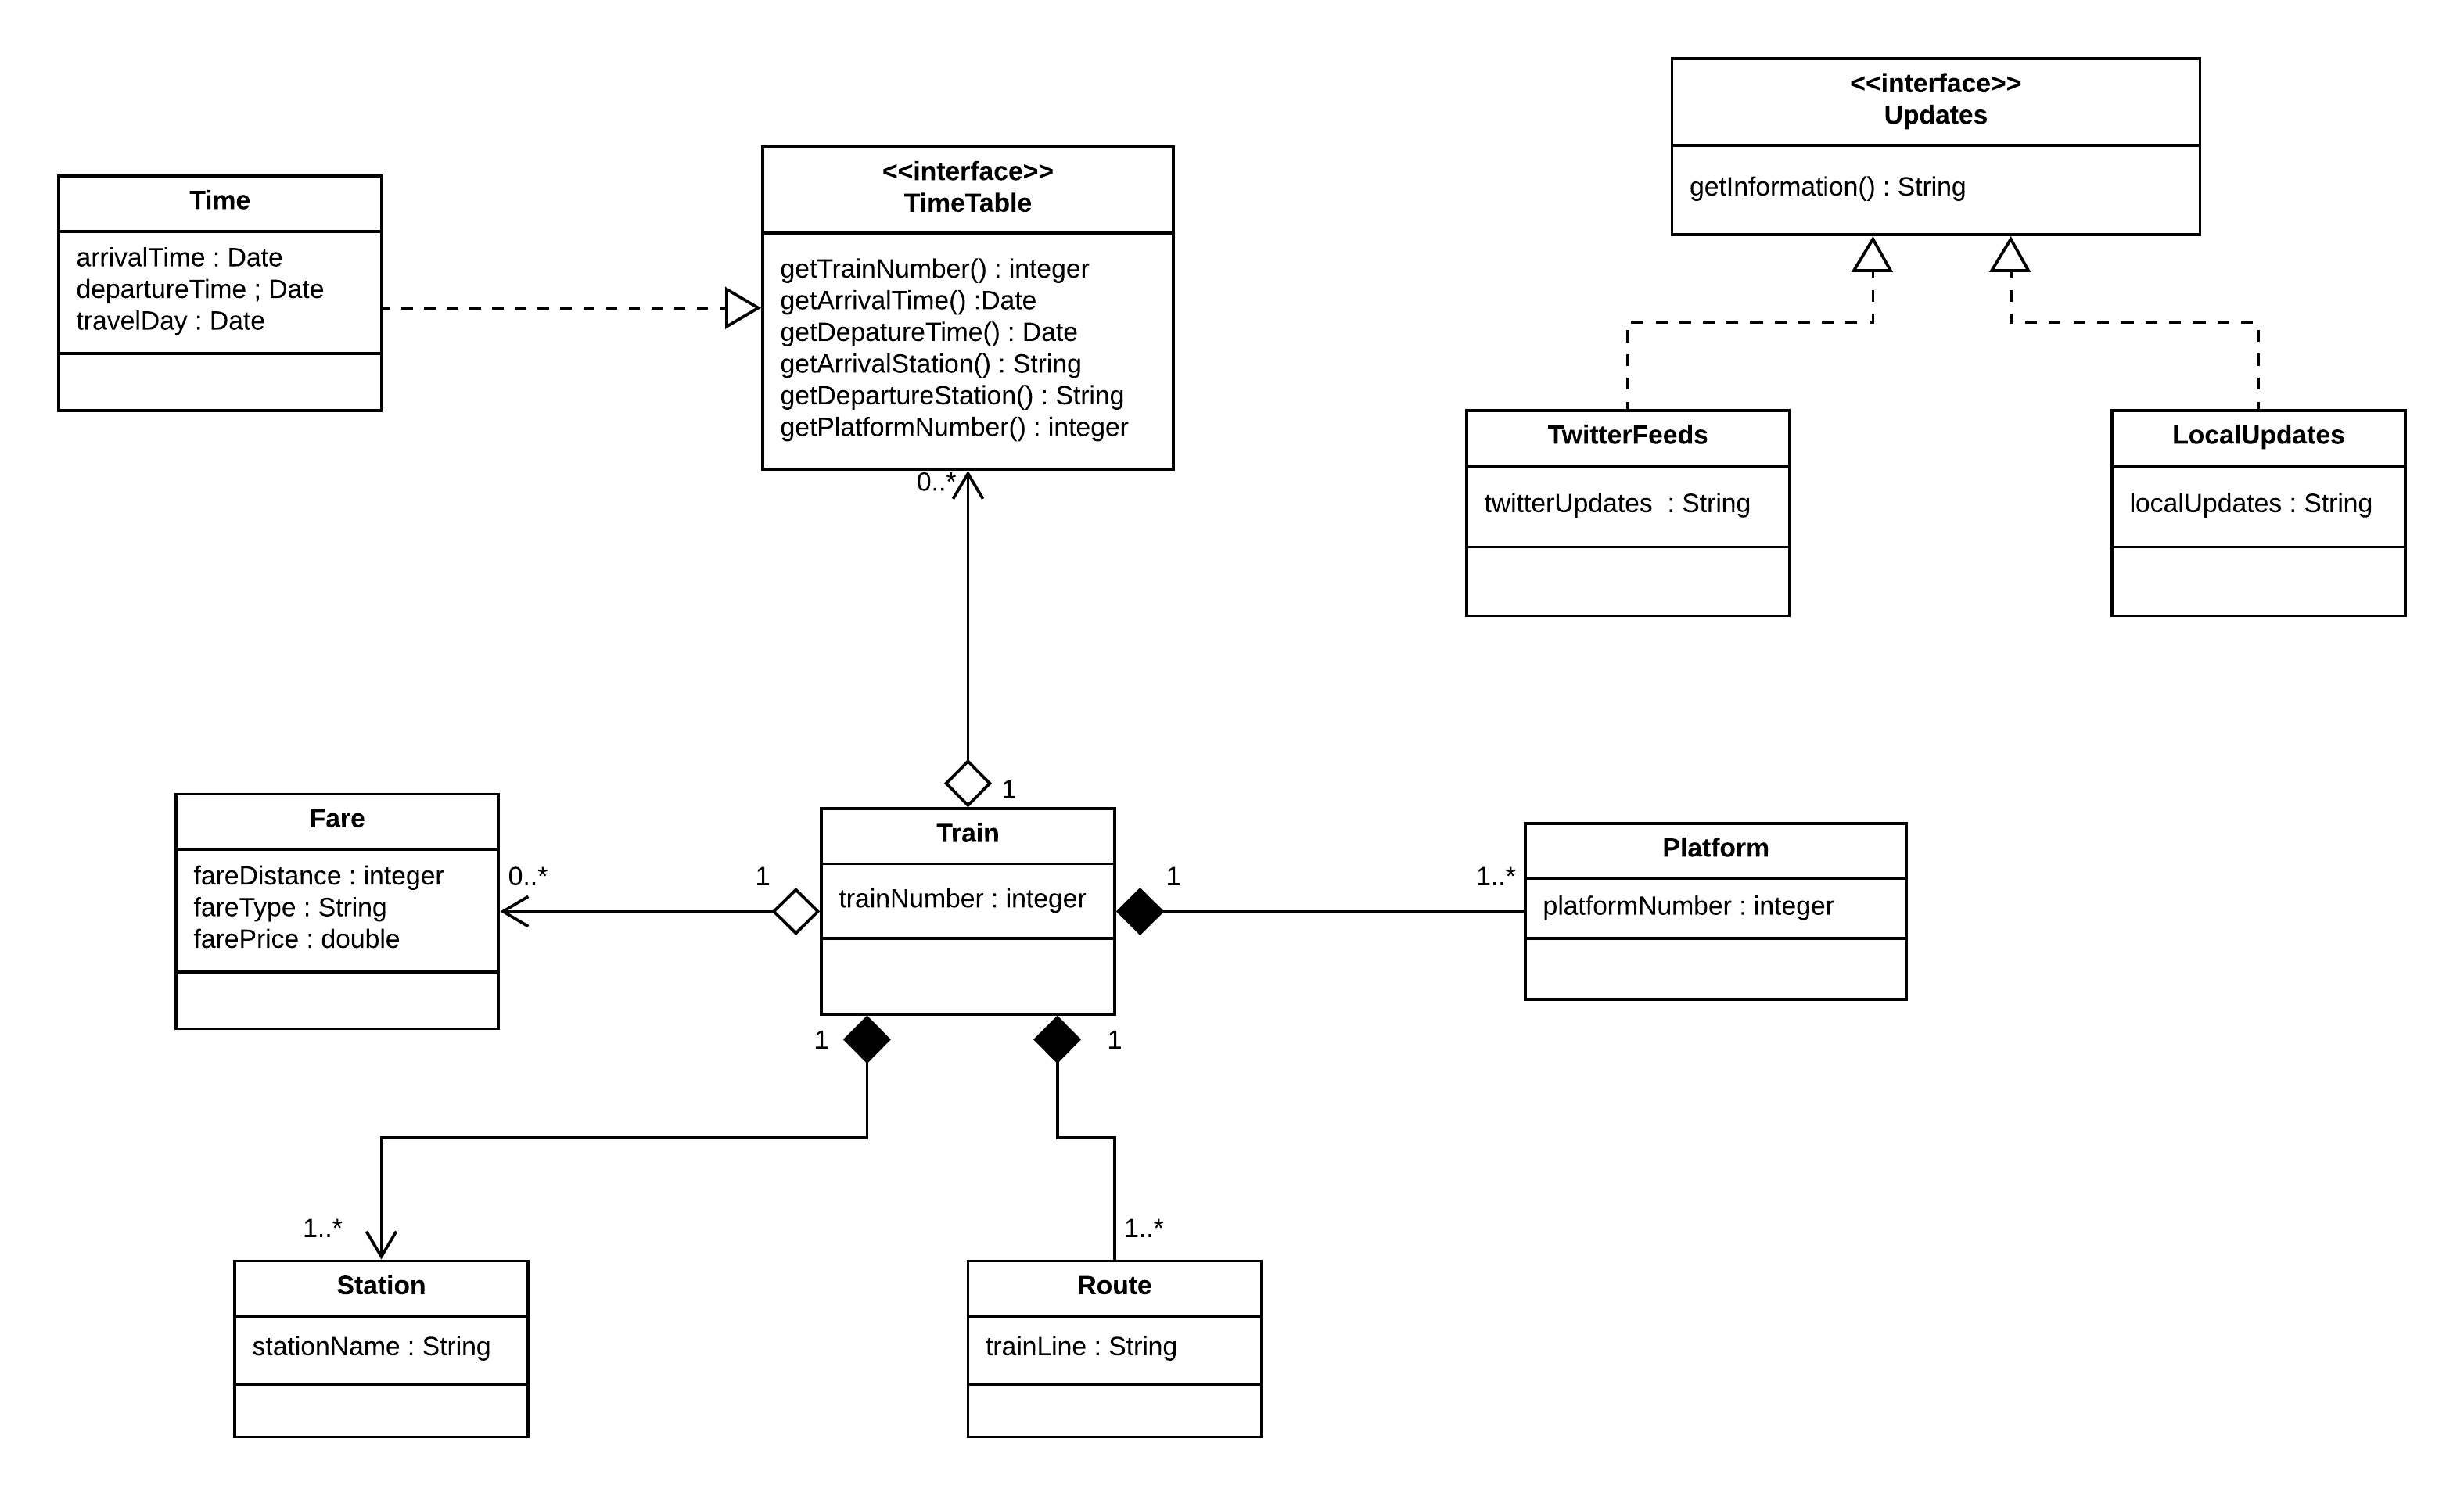 <<interface>>
Updates
getInformation() : String
<<interface>>
TimeTable
getTrainNumber() : integer
getArrivalTime() :Date
getDepatureTime() : Date
getArrivalStation() : String
getDepartureStation() : String
getPlatformNumber() : integer
Time
arrivalTime : Date
departureTime ; Date
travelDay : Date
TwitterFeeds
twitterUpdates  : String
LocalUpdates
localUpdates : String
0..*
1
Fare
fareDistance : integer
fareType : String
farePrice : double
0..*
1
Train
trainNumber : integer
1
1..*
Platform
platformNumber : integer
1
1
1..*
1..*
Station
stationName : String
Route
trainLine : String